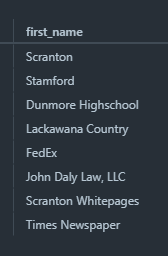 first_name
Scranton
Stamford
Dunmore Highschool
Lackawana Country
FedEx
John Daly Law, LLC
Scranton Whitepages
Times Newspaper